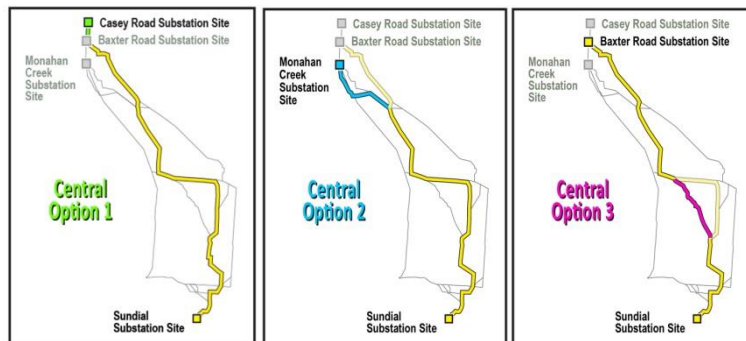 Casey Road Substation Site
Baxter Road Substation Site
Monahan
Creek
Substation
Site
Central
Option 1
Sundial
Substation Site
Casey Road Substation Site
Baxter Road Substation Site
Monahan
Creek
Substation
Site
Central
Option 2
Sundial
Substation Site
Casey Road Substation Site
Baxter Road Substation Site
Monahan
Creek
Substation
Site
Central
Option 3
Sundial
Substation Site